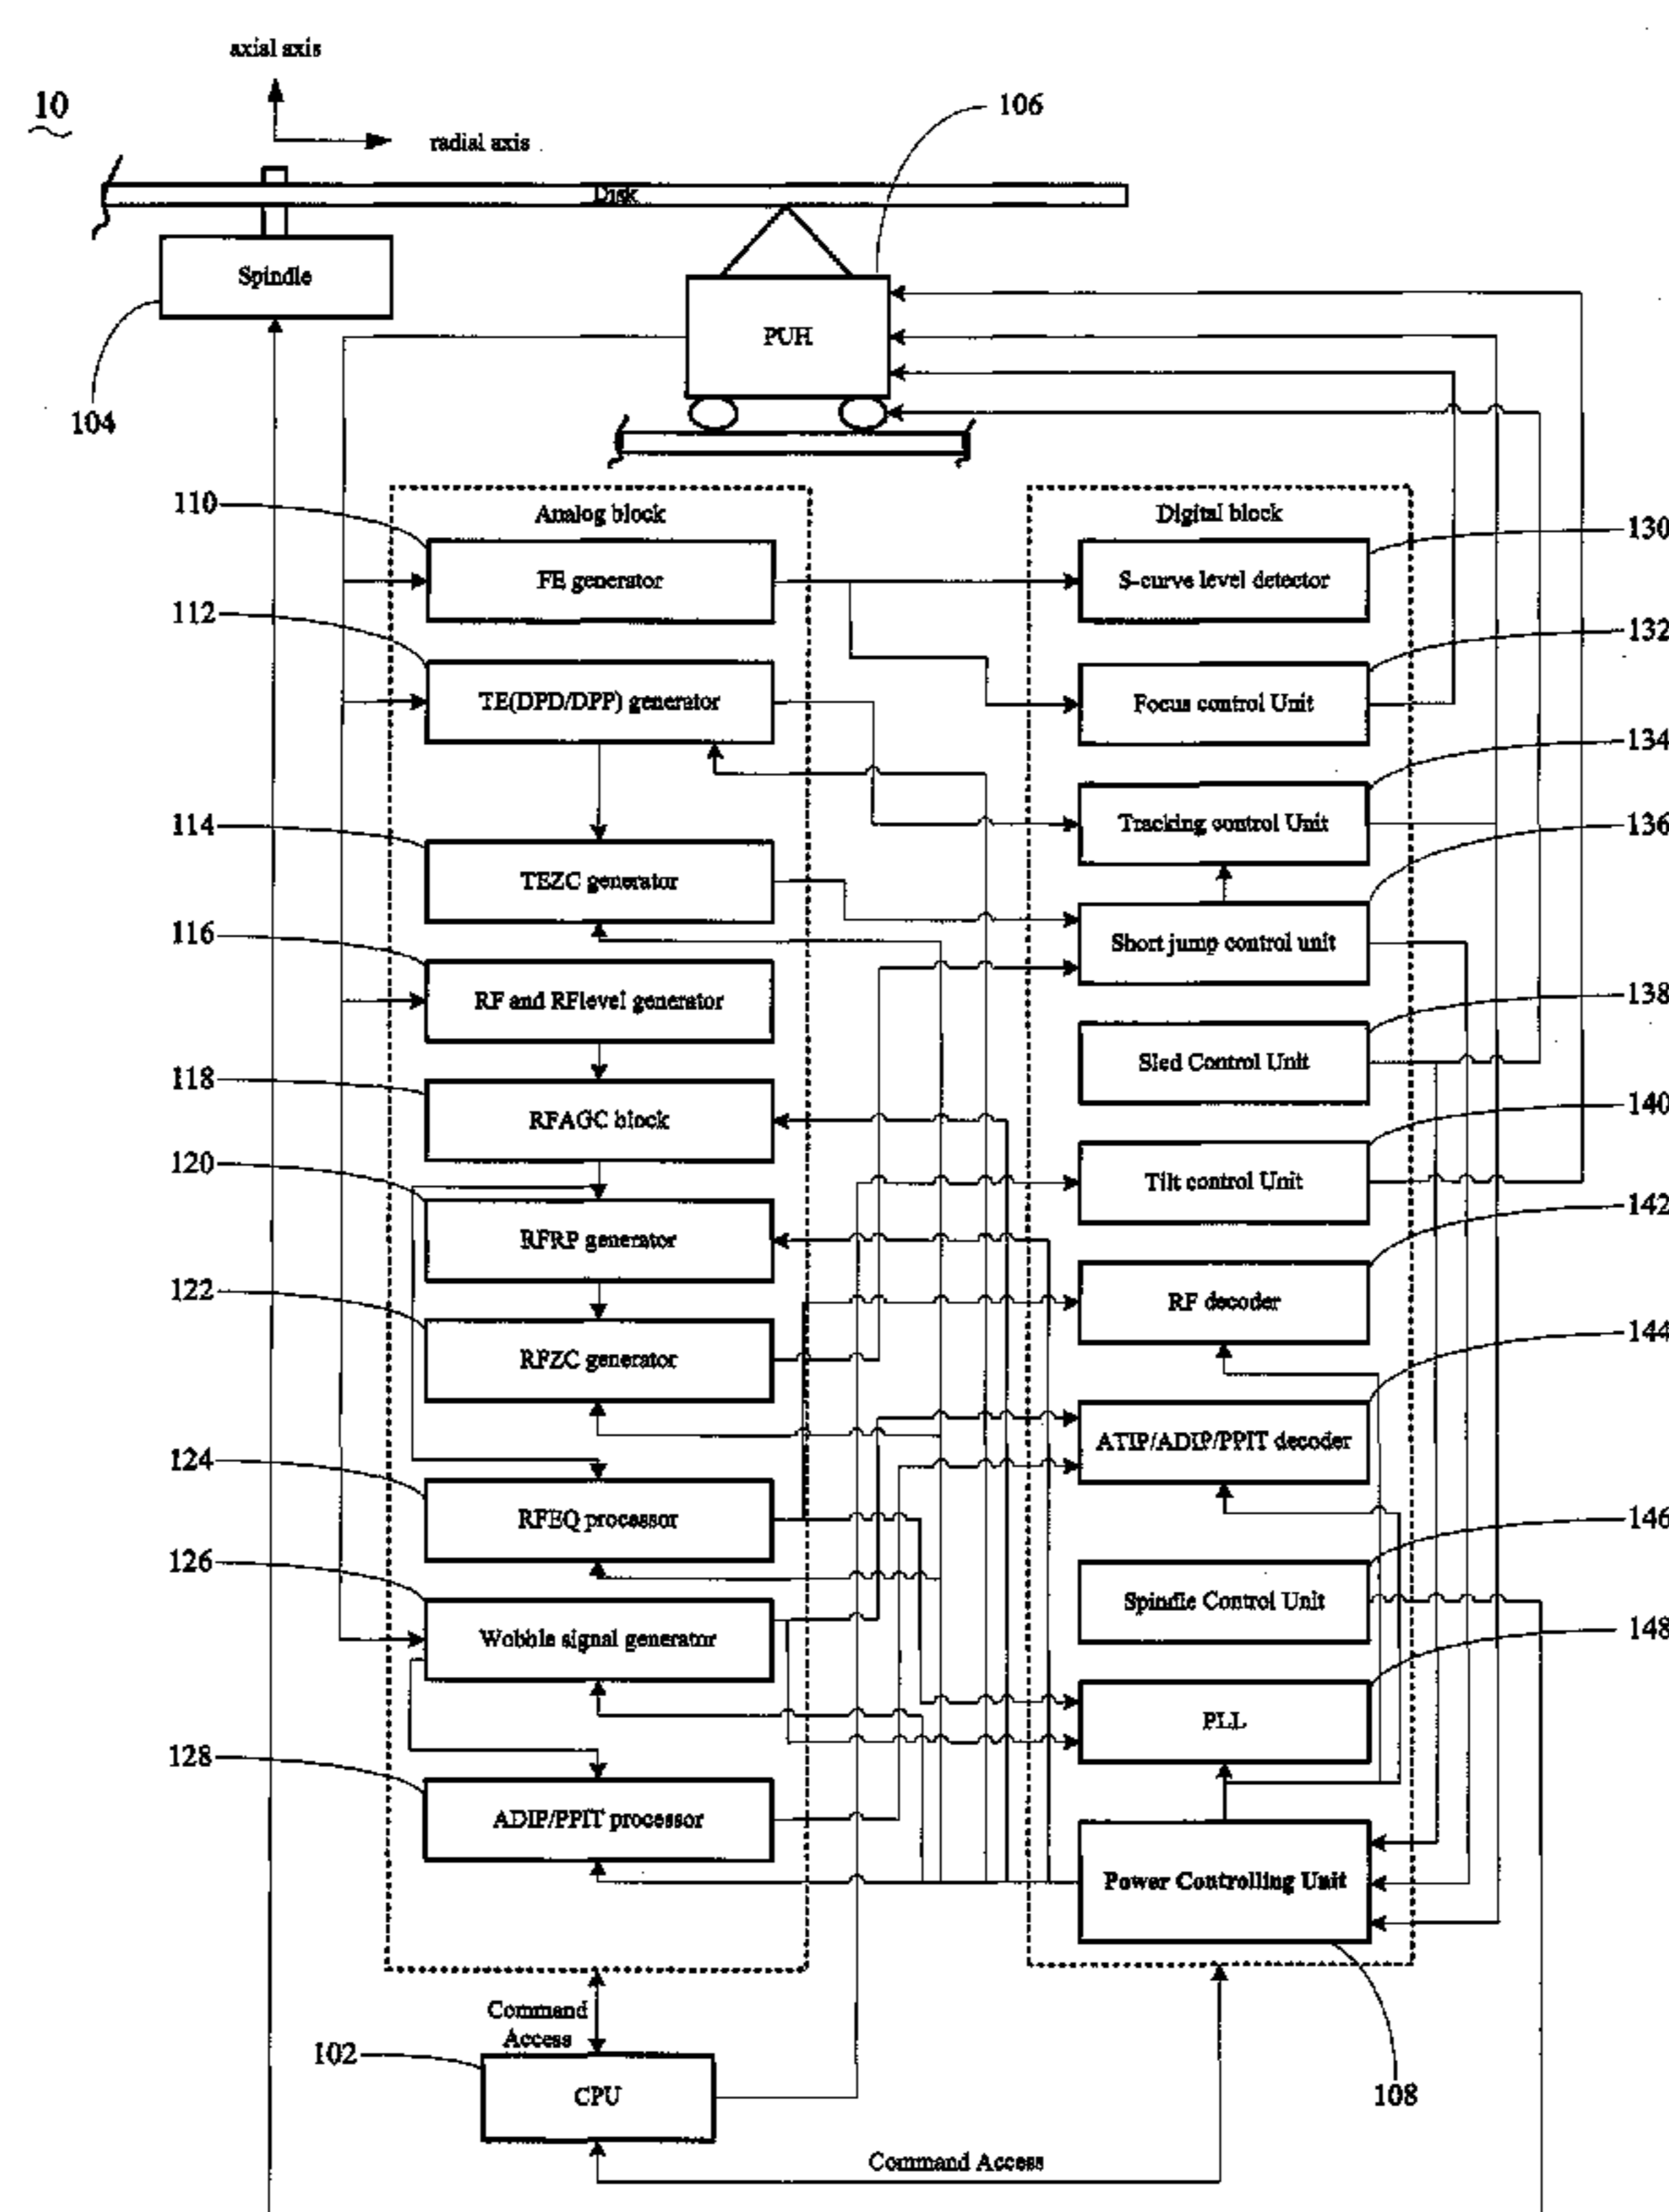 axial axis
10
106
radial axis
Disk
Spindle
PUH
104
110
Analog block
Digital block
130
FE generator
S-curve level detector
112
132
TE(DPD/DPP) generator
Focus control Unit
134
114
Tracking control Unit
136
TEZC generator
116
Short jump control unit
RF and RFlevel generator
138
Sled Control Unit
118
RFAGC block
140
120
Tilt control Unit
142
RFRP generator
122
RF decoder
144
RFZC generator
124
ATIP/ADIP/PPIT decoder
RFEQ processor
146
126
Spindle Control Unit
Wobble signal generator
148
PLL
128
ADIP/PPIT processor
Power Controlling Unit
Command
Access
102
CPU
108
Command Access